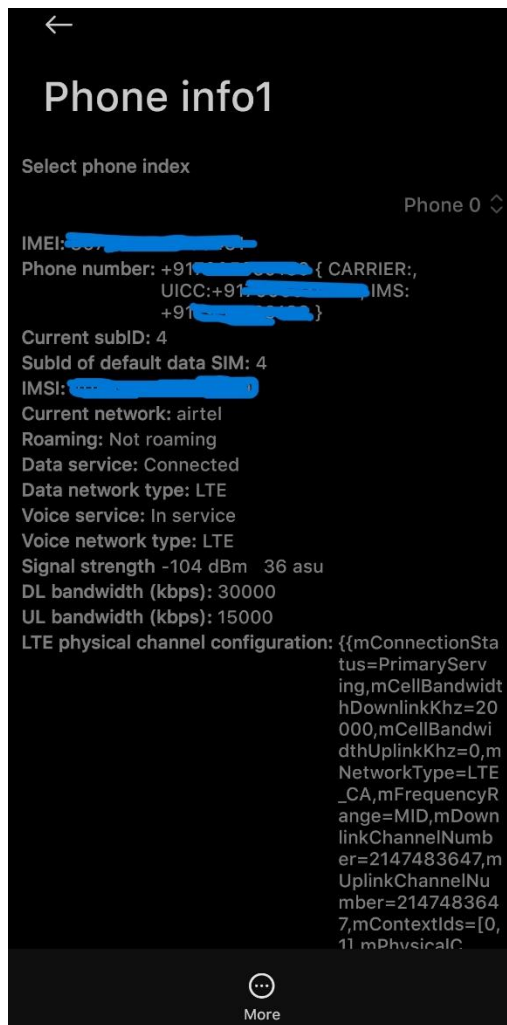 Phone info1
Select phone index
Phone 0
IMEI:
Phone number: +91 { CARRIER:,
UICC:+91 ,IMS:
+91 }
Current subID: 4
SubId of default data SIM: 4
IMSI:
Current network: airtel
Roaming: Not roaming
Data service: Connected
Data network type: LTE
Voice service: In service
Voice network type: LTE
Signal strength -104 dBm 36 asu
DL bandwidth (kbps): 30000
UL bandwidth (kbps): 15000
LTE physical channel configuration: {{mConnectionSta
tus=PrimaryServ
ing,mCellBandwidt
hDownlinkKhz=20
000,mCellBandwi
dthUplinkKhz=0,m
NetworkType=LTE
_CA,mFrequencyR
ange=MID,mDown
linkChannelNumb
er=2147483647,m
UplinkChannelNu
mber=214748364
7,mContextIds=[0,
1],mPhysicalC
More